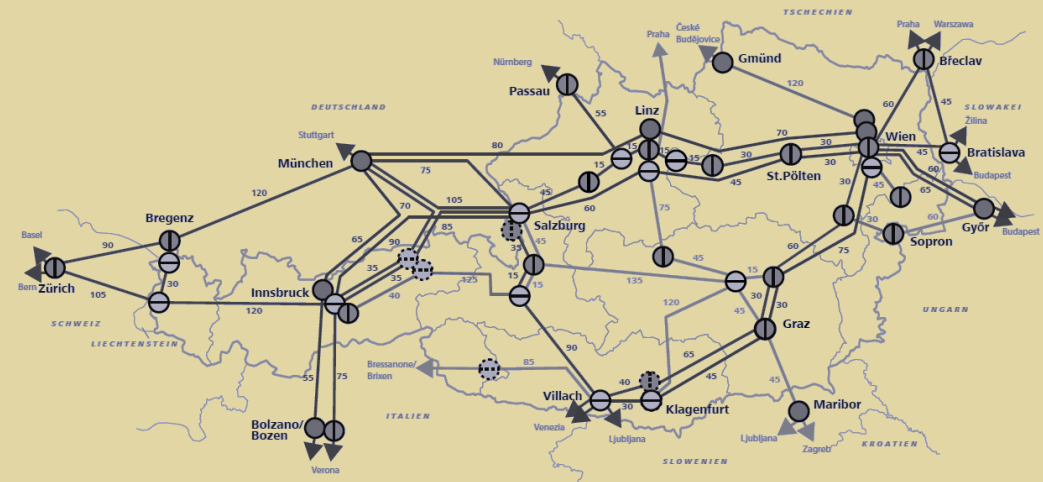 TSCHECHIEN
Praha
Warszawa
České
Budějovice
Praha
Gmünd
Břeclav
Nürnberg
Passau
120
60
45
SLOWAKEI
DEUTSCHLAND
55
Linz
Žilina
Stuttgart
80
15
15
15
70
30
30
Wien
45
Bratislava
München
75
15
45
St.Pölten
30
45
60
60
Budapest
120
105
45
60
Bregenz
70
Salzburg
75
30
60
Győr
Basel
90
65
90
85
35
45
60
75
Sopron
Budapest
Bern
Zürich
30
35
35
15
45
15
105
Innsbruck
40
125
135
30
30
120
120
45
Graz
UNGARN
SCHWEIZ
LIECHTENSTEIN
90
65
Bressanone/
Brixen
85
40
45
45
55
75
Villach
30
Klagenfurt
Maribor
ITALIEN
Bolzano/
Bozen
Venezia
Ljubljana
Ljubljana
Zagreb
KROATIEN
Verona
SLOWENIEN